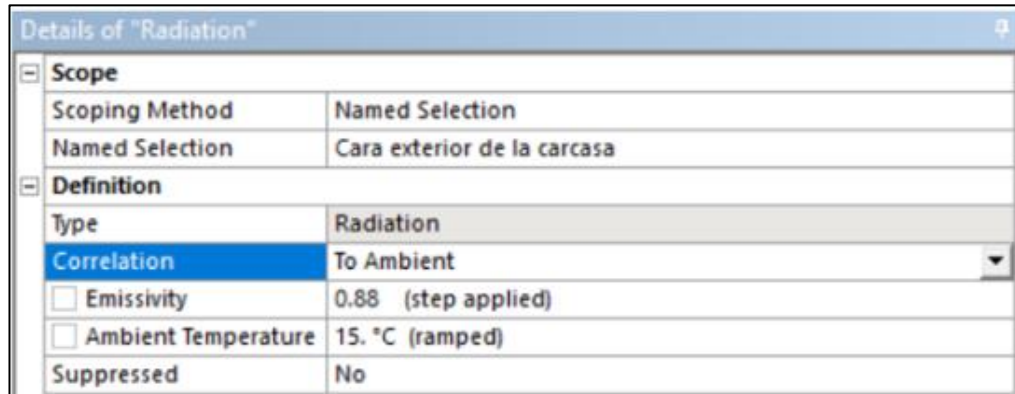 Details of "Radiation"
Scope
Scoping Method Named Selection
Named Selection Cara exterior de la carcasa
Definition
Type Radiation
Correlation To Ambient
Emissivity 0.88 (step applied)
Ambient Temperature 15. °C (ramped)
Suppressed No